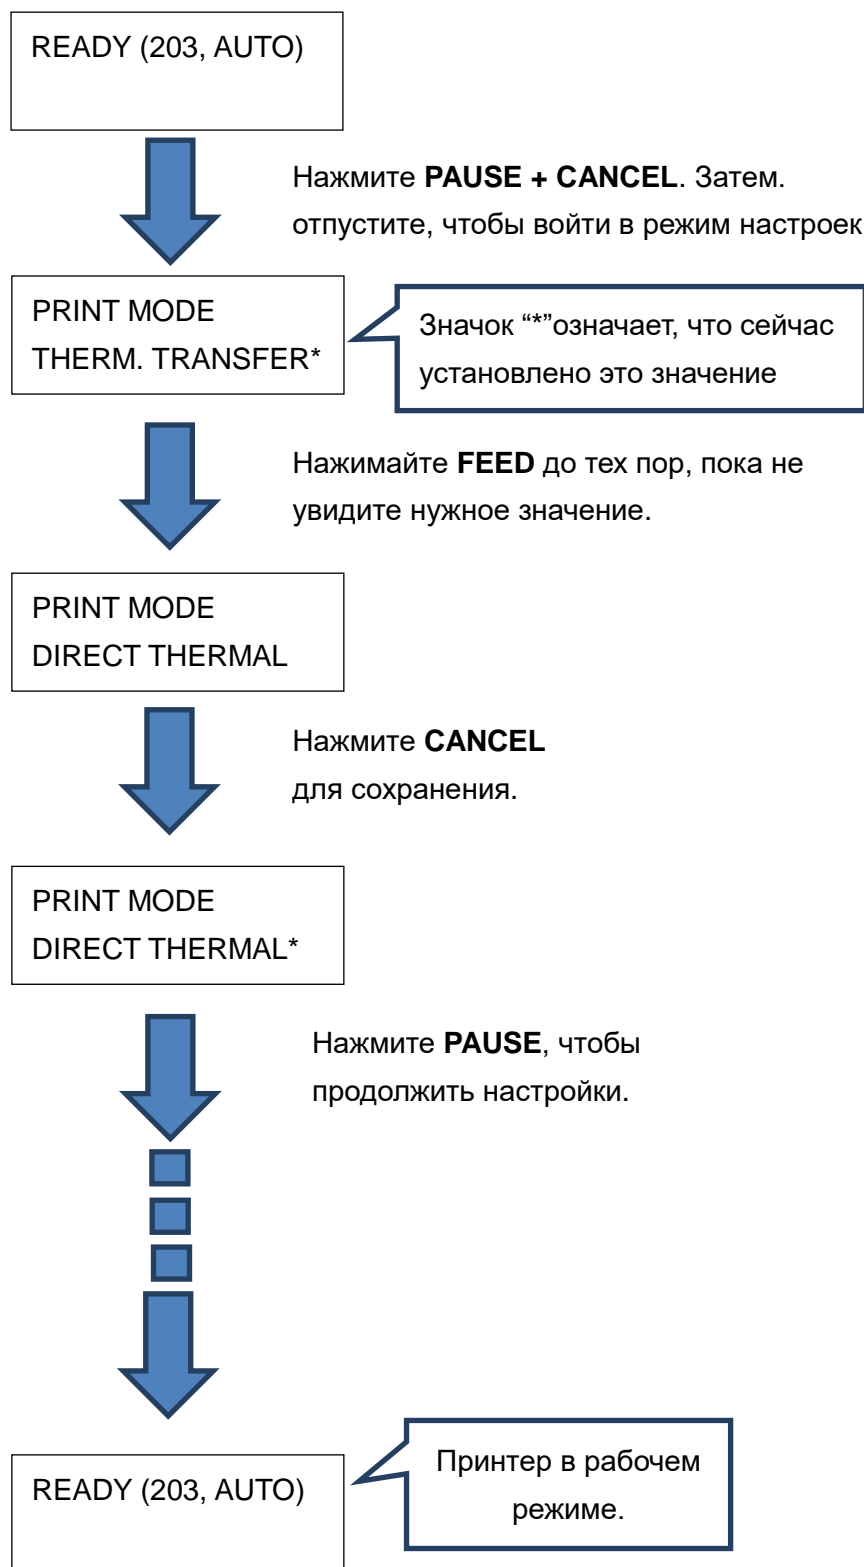 READY (203, AUTO)
Нажмите PAUSE + CANCEL. Затем.
отпустите, чтобы войти в режим настроек
PRINT MODE
THERM. TRANSFER*
Значок “*”означает, что сейчас
установлено это значение
Нажимайте FEED до тех пор, пока не
увидите нужное значение.
PRINT MODE
DIRECT THERMAL
Нажмите CANCEL
для сохранения.
PRINT MODE
DIRECT THERMAL*
Нажмите PAUSE, чтобы
продолжить настройки.
READY (203, AUTO)
Принтер в рабочем
режиме.